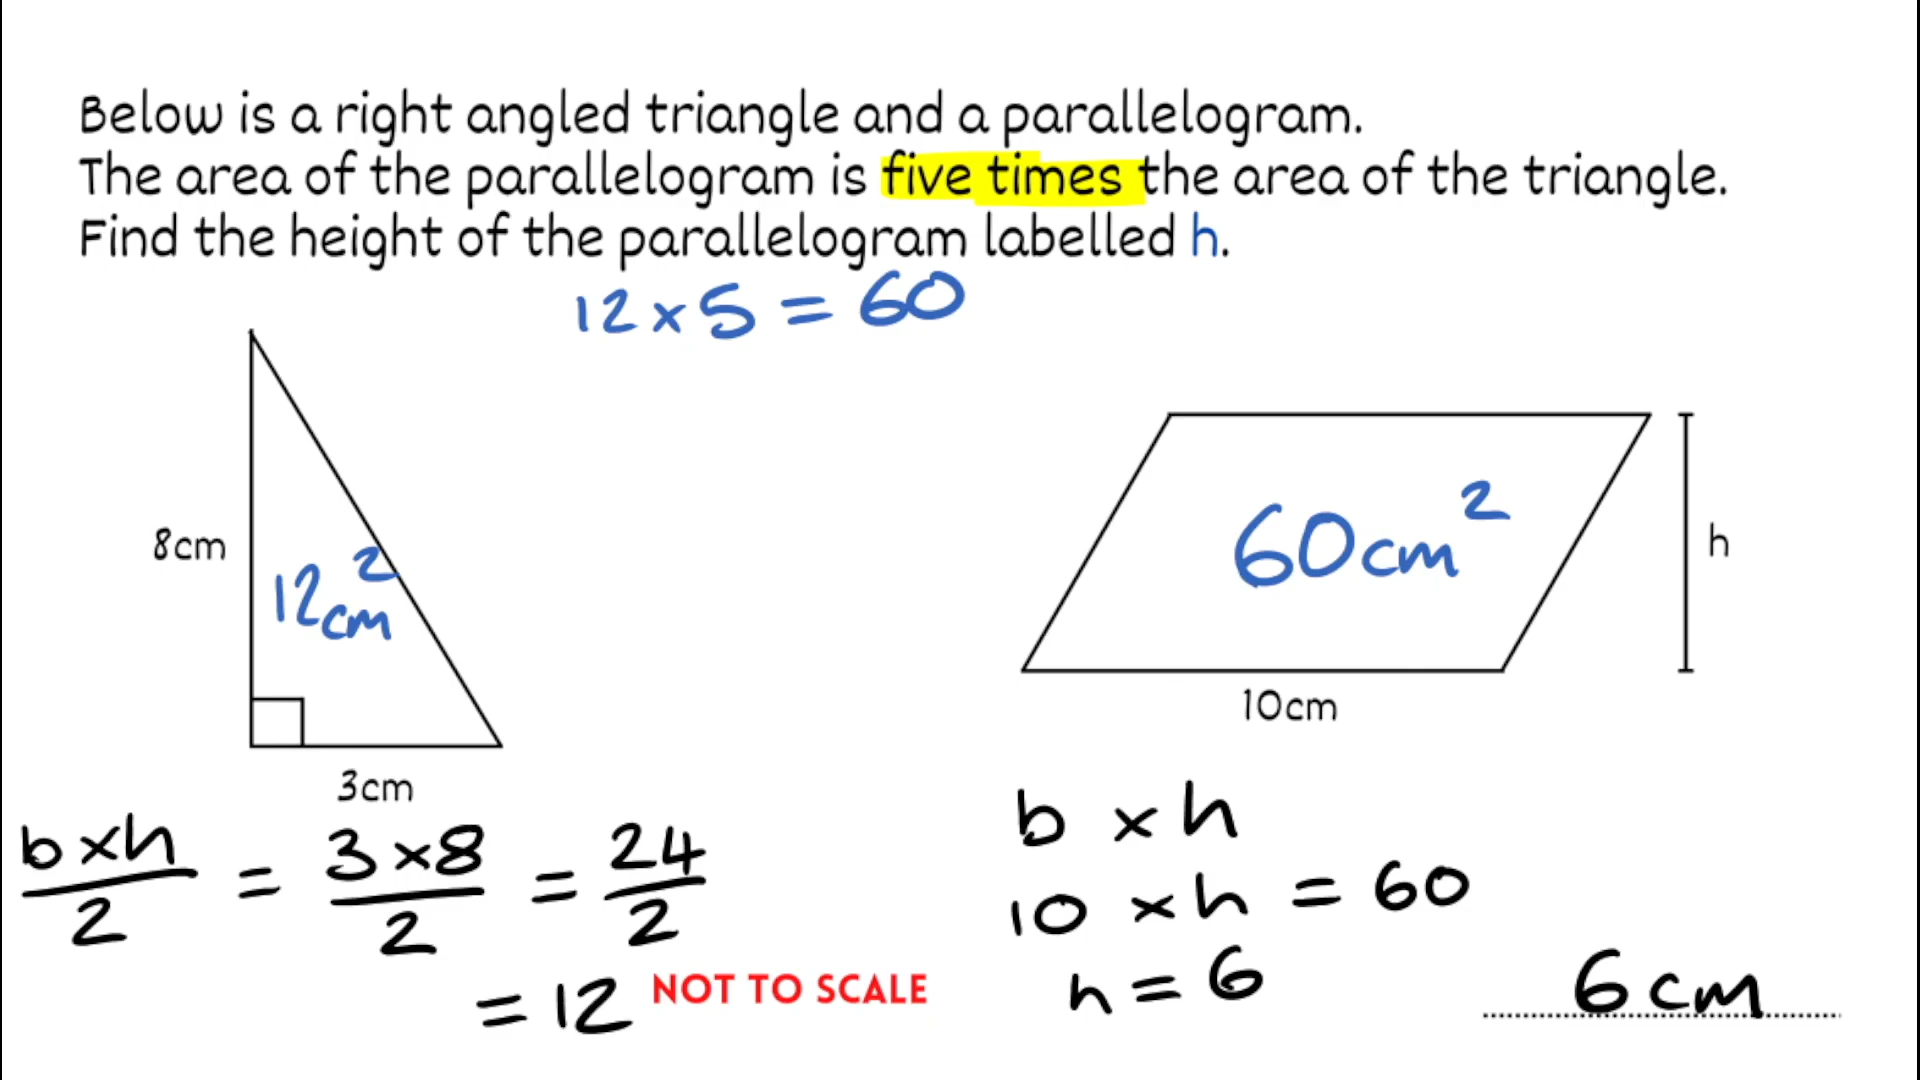 Below is a right angled triangle and a parallelogram.
The area of the parallelogram is five times the area of the triangle.
Find the height of the parallelogram labelled h.
12 × 5 = 60
8cm
12cm²
3cm
60cm²
h
10cm
b × h / 2 = 3 × 8 / 2 = 24 / 2
= 12
NOT TO SCALE
b × h
10 × h = 60
h = 6
6cm